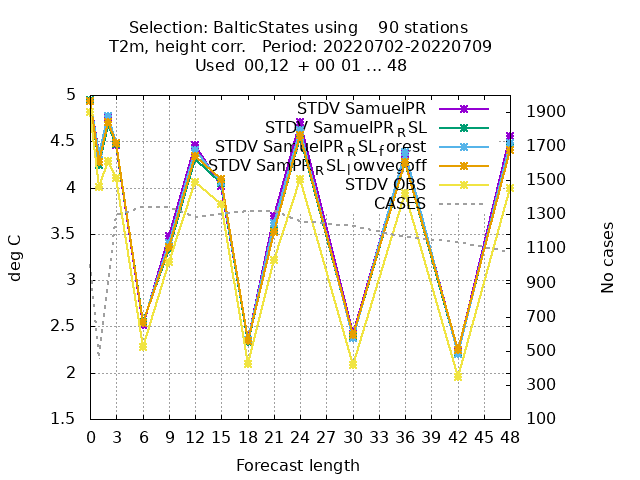 Selection: BalticStates using 90 stations
T2m, height corr. Period: 20220702-20220709
Used 00,12 + 00 01 ... 48
STDV SamuelPR
STDV SamuelPR_RSL
STDV SamuelPR_RSL_forest
STDV SamPR_RSL_lowvegoff
STDV OBS
CASES
5
4.5
4
3.5
3
2.5
2
1.5
1900
1700
1500
1300
1100
900
700
500
300
100
deg C
No cases
0 3 6 9 12 15 18 21 24 27 30 33 36 39 42 45 48
Forecast length